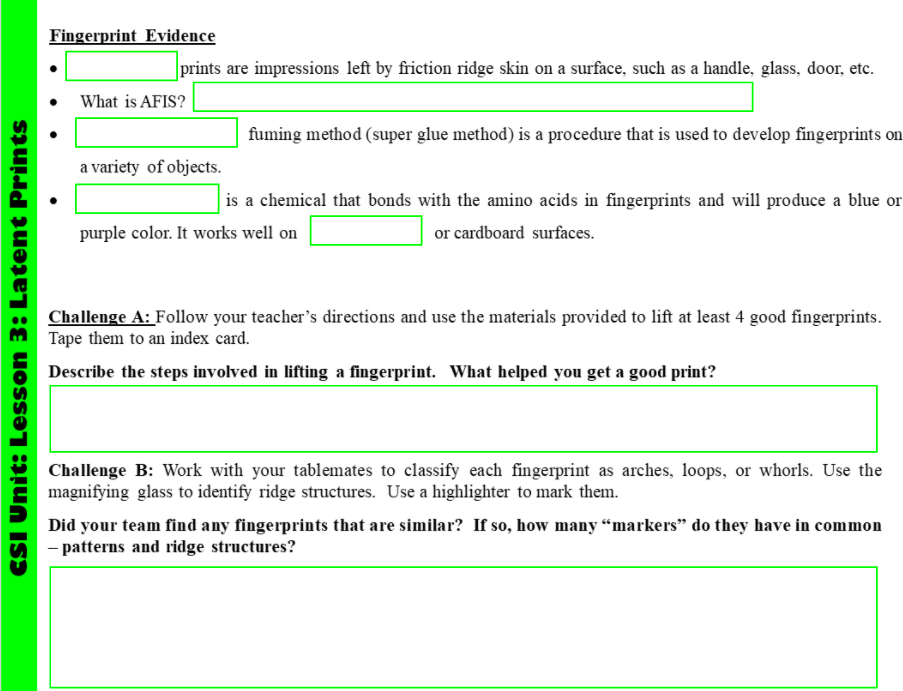 CSI Unit: Lesson 3: Latent Prints
Fingerprint Evidence
• prints are impressions left by friction ridge skin on a surface, such as a handle, glass, door, etc.
• What is AFIS?
• fuming method (super glue method) is a procedure that is used to develop fingerprints on
a variety of objects.
• is a chemical that bonds with the amino acids in fingerprints and will produce a blue or
purple color. It works well on or cardboard surfaces.
Challenge A: Follow your teacher’s directions and use the materials provided to lift at least 4 good fingerprints.
Tape them to an index card.
Describe the steps involved in lifting a fingerprint. What helped you get a good print?
Challenge B: Work with your tablemates to classify each fingerprint as arches, loops, or whorls. Use the
magnifying glass to identify ridge structures. Use a highlighter to mark them.
Did your team find any fingerprints that are similar? If so, how many “markers” do they have in common
– patterns and ridge structures?